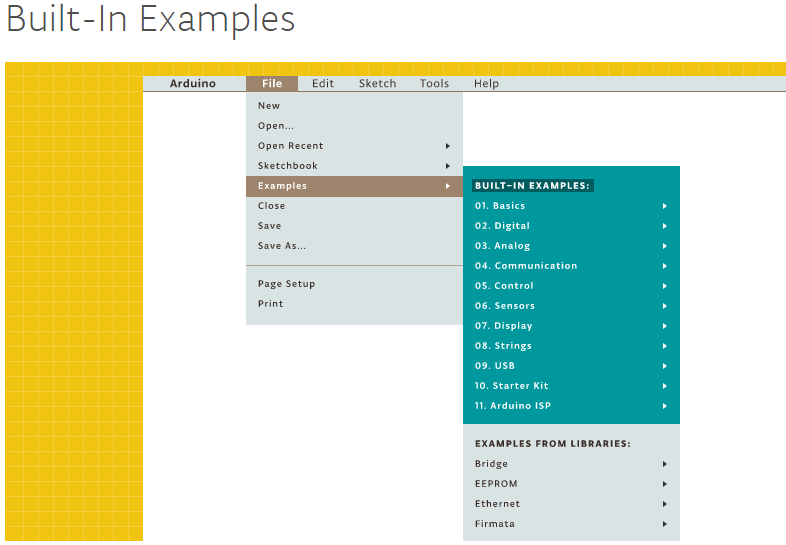 Built-In Examples
Arduino File Edit Sketch Tools Help
New
Open...
Open Recent
Sketchbook
Examples
Close
Save
Save As...
Page Setup
Print
BUILT-IN EXAMPLES:
01. Basics
02. Digital
03. Analog
04. Communication
05. Control
06. Sensors
07. Display
08. Strings
09. USB
10. Starter Kit
11. Arduino ISP
EXAMPLES FROM LIBRARIES:
Bridge
EEPROM
Ethernet
Firmata